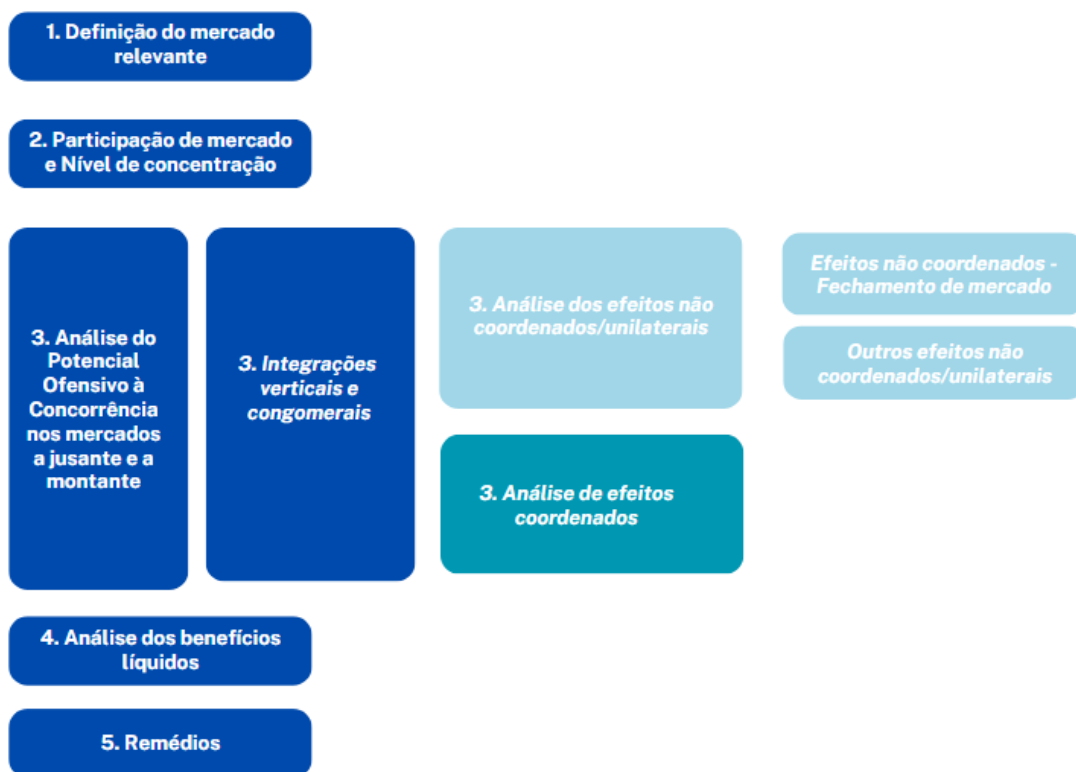 1. Definição do mercado
relevante
2. Participação de mercado
e Nível de concentração
3. Análise do
Potencial
Ofensivo à
Concorrência
nos mercados
a jusante e a
montante
3. Integrações
verticais e
congomerais
3. Análise dos efeitos não
coordenados/unilaterais
Efeitos não coordenados -
Fechamento de mercado
Outros efeitos não
coordenados/unilaterais
3. Análise de efeitos
coordenados
4. Análise dos benefícios
líquidos
5. Remédios